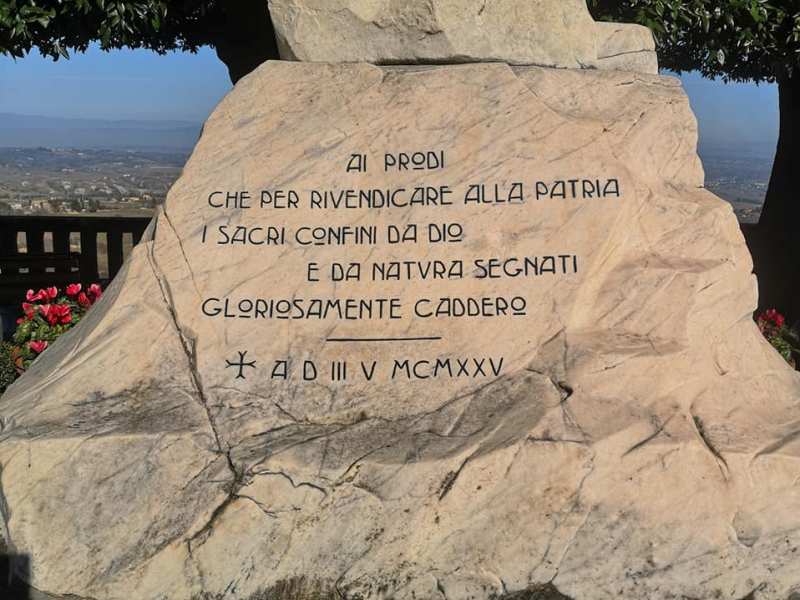 AI PRODI
CHE PER RIVENDICARE ALLA PATRIA
I SACRI CONFINI DA DIO
E DA NATVRA SEGNATI
GLORIOSAMENTE CADDERO
A D III V MCMXXV